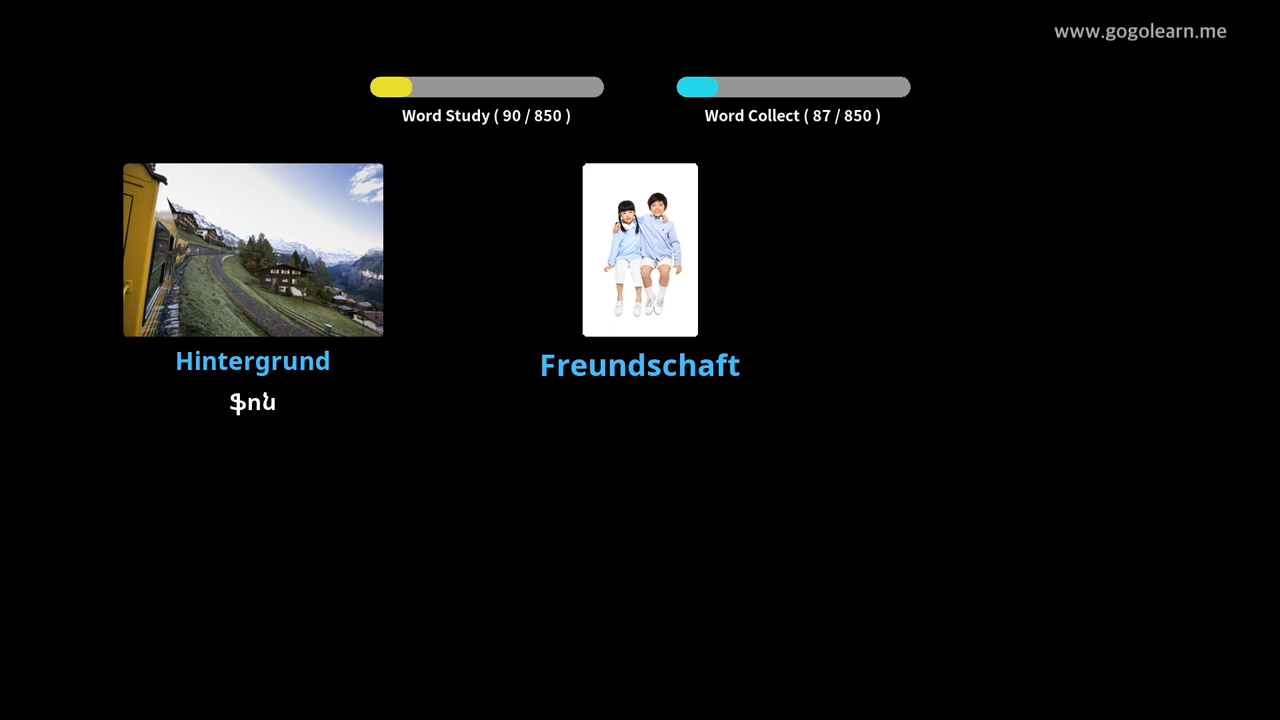 www.gogolearn.me
Word Study ( 90 / 850 )
Word Collect ( 87 / 850 )
Hintergrund
ֆոն
Freundschaft